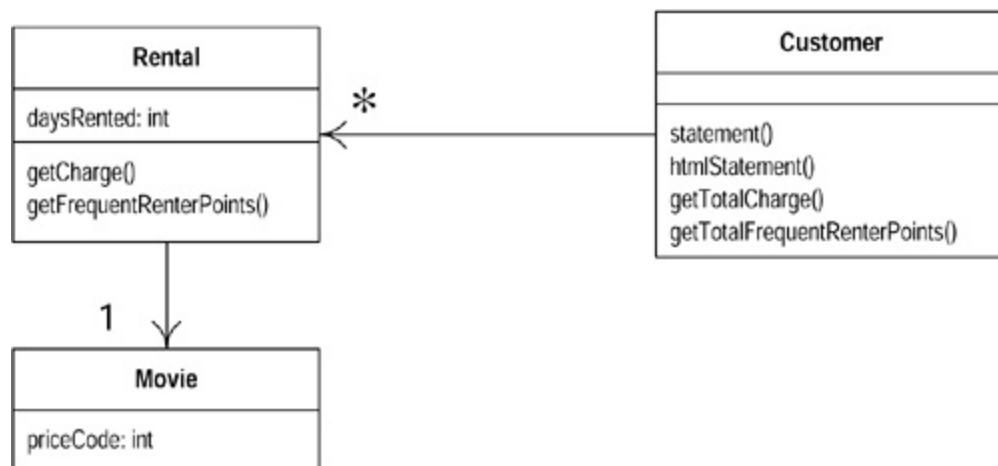 Rental
daysRented: int
getCharge()
getFrequentRenterPoints()
*
Customer
statement()
htmlStatement()
getTotalCharge()
getTotalFrequentRenterPoints()
1
Movie
priceCode: int